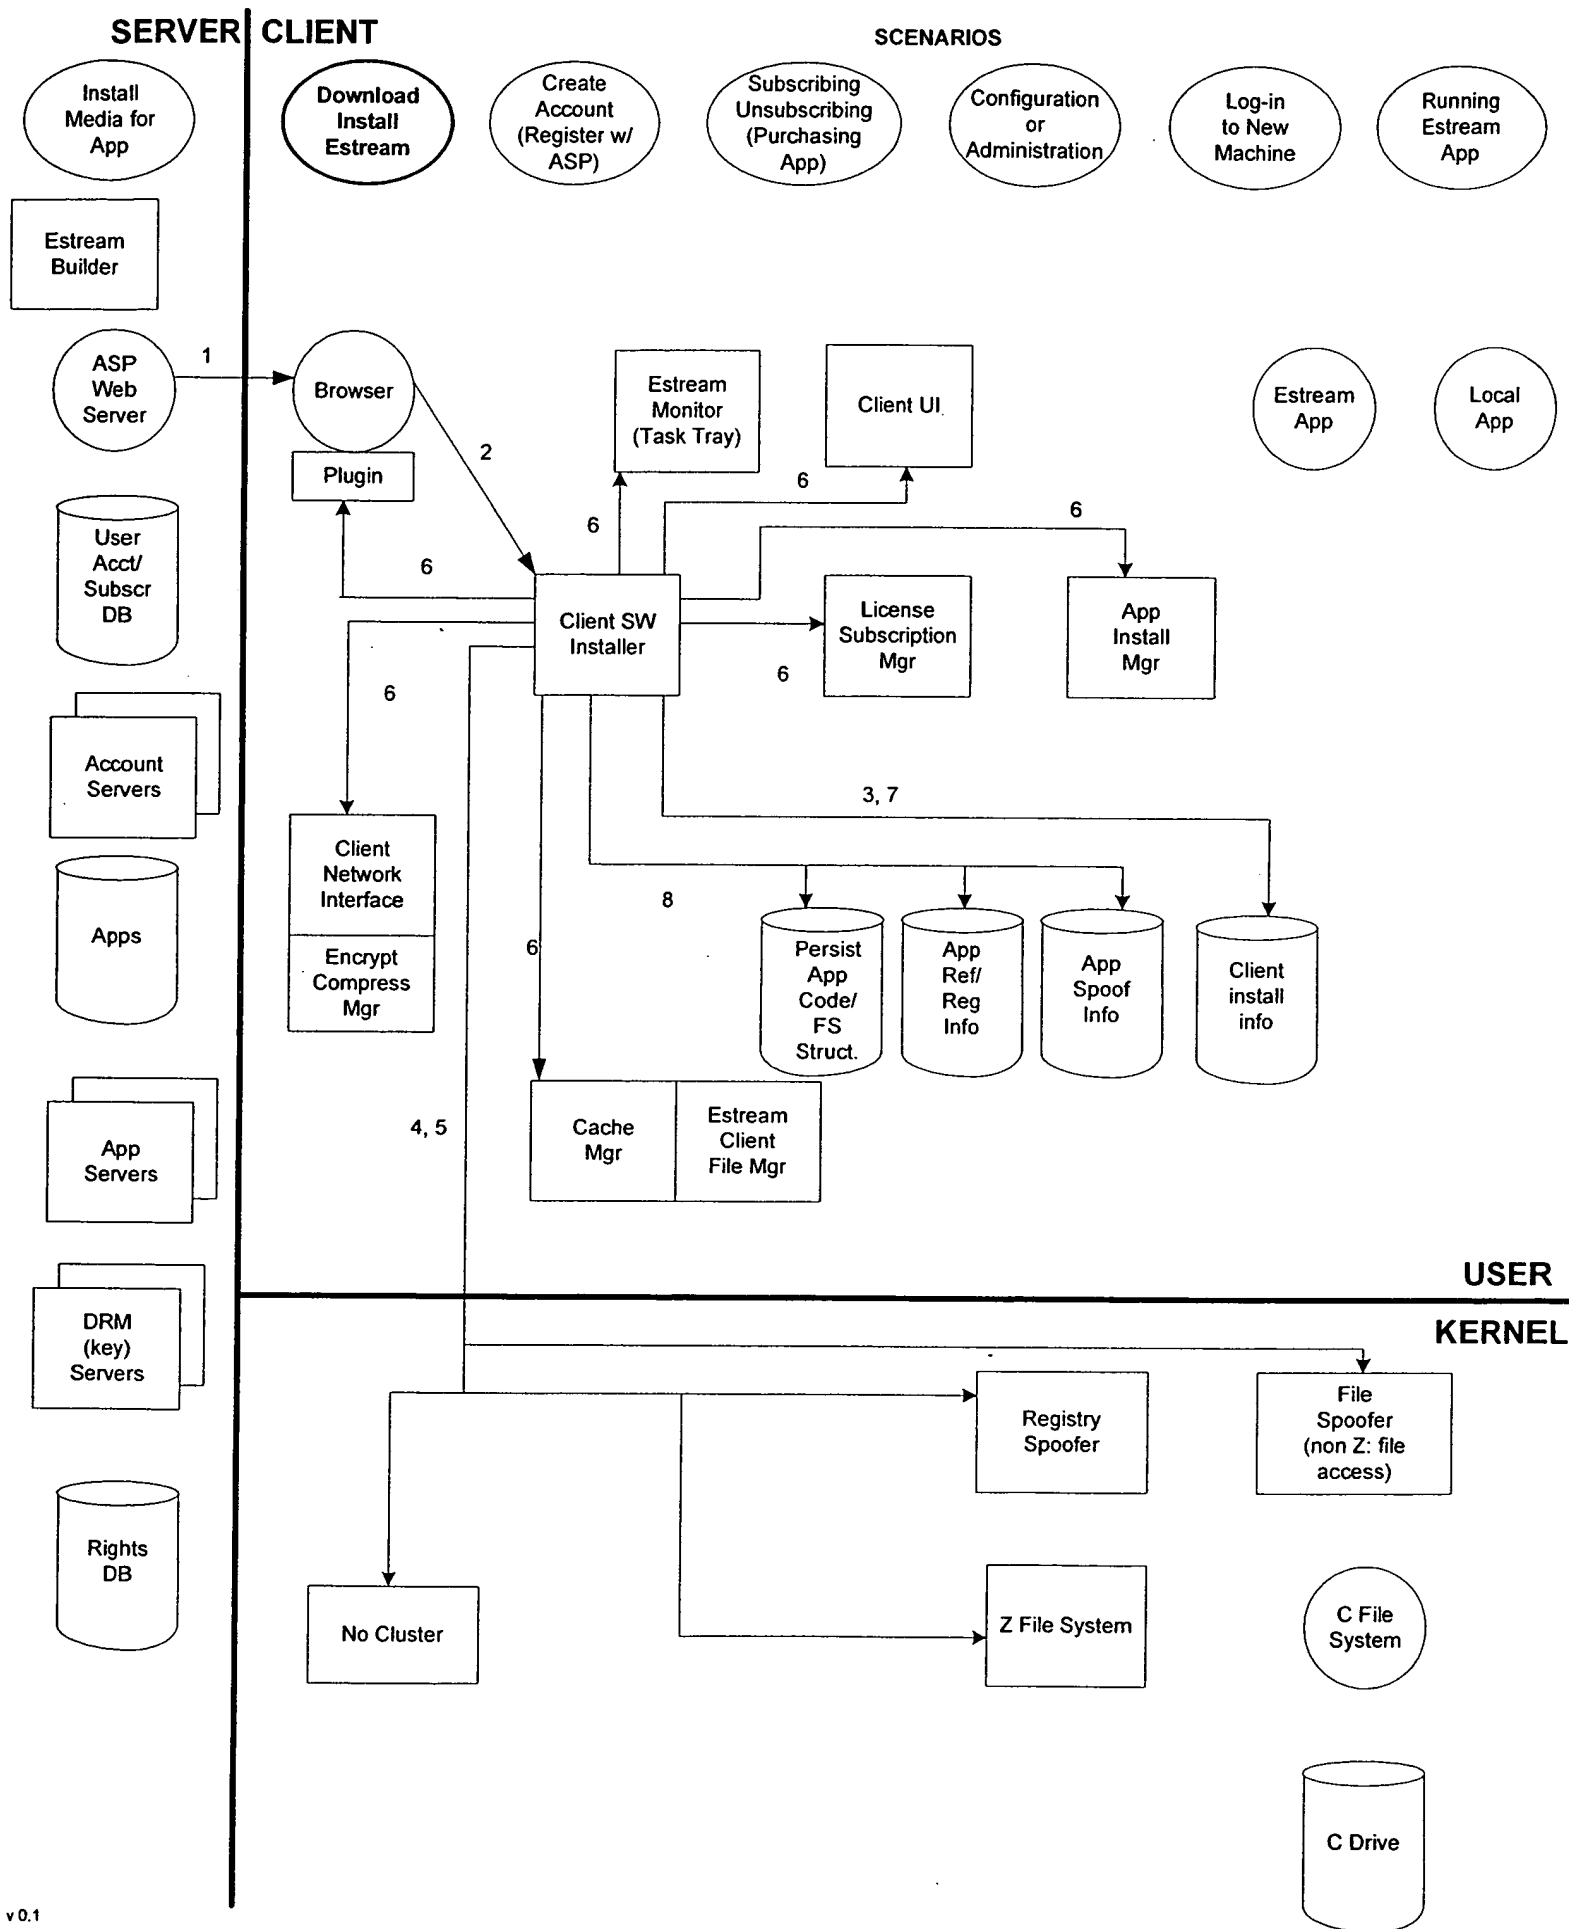 SERVER CLIENT
SCENARIOS
Install
Media for
App
Download
Install
Estream
Create
Account
(Register w/
ASP)
Subscribing
Unsubscribing
(Purchasing
App)
Configuration
or
Administration
Log-in
to New
Machine
Running
Estream
App
Estream
Builder
ASP
Web
Server
1
Browser
Plugin
2
Estream
Monitor
(Task Tray)
Client UI
Estream
App
Local
App
6
6
6
6
User
Acct/
Subscr
DB
Client SW
Installer
License
Subscription
Mgr
App
Install
Mgr
6
6
Account
Servers
3, 7
Client
Network
Interface
Encrypt
Compress
Mgr
8
6
Apps
Persist
App
Code/
FS
Struct.
App
Ref/
Reg
Info
App
Spoof
Info
Client
install
info
4, 5
Cache
Mgr
Estream
Client
File Mgr
App
Servers
USER
KERNEL
DRM
(key)
Servers
Registry
Spoofer
File
Spoofer
(non Z: file
access)
Rights
DB
No Cluster
Z File System
C File
System
C Drive
v 0.1